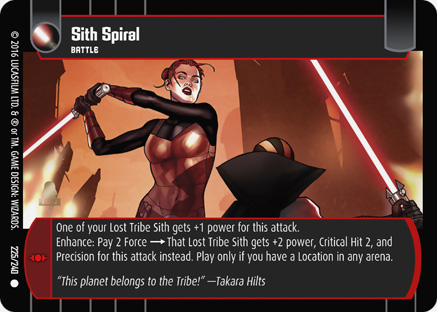 Sith Spiral
BATTLE
One of your Lost Tribe Sith gets +1 power for this attack.
Enhance: Pay 2 Force → That Lost Tribe Sith gets +2 power, Critical Hit 2, and
Precision for this attack instead. Play only if you have a Location in any arena.
"This planet belongs to the Tribe!" —Takara Hilts
© 2016 LUCASFILM LTD. & ® or TM. GAME DESIGN: WIZARDS.
225/240